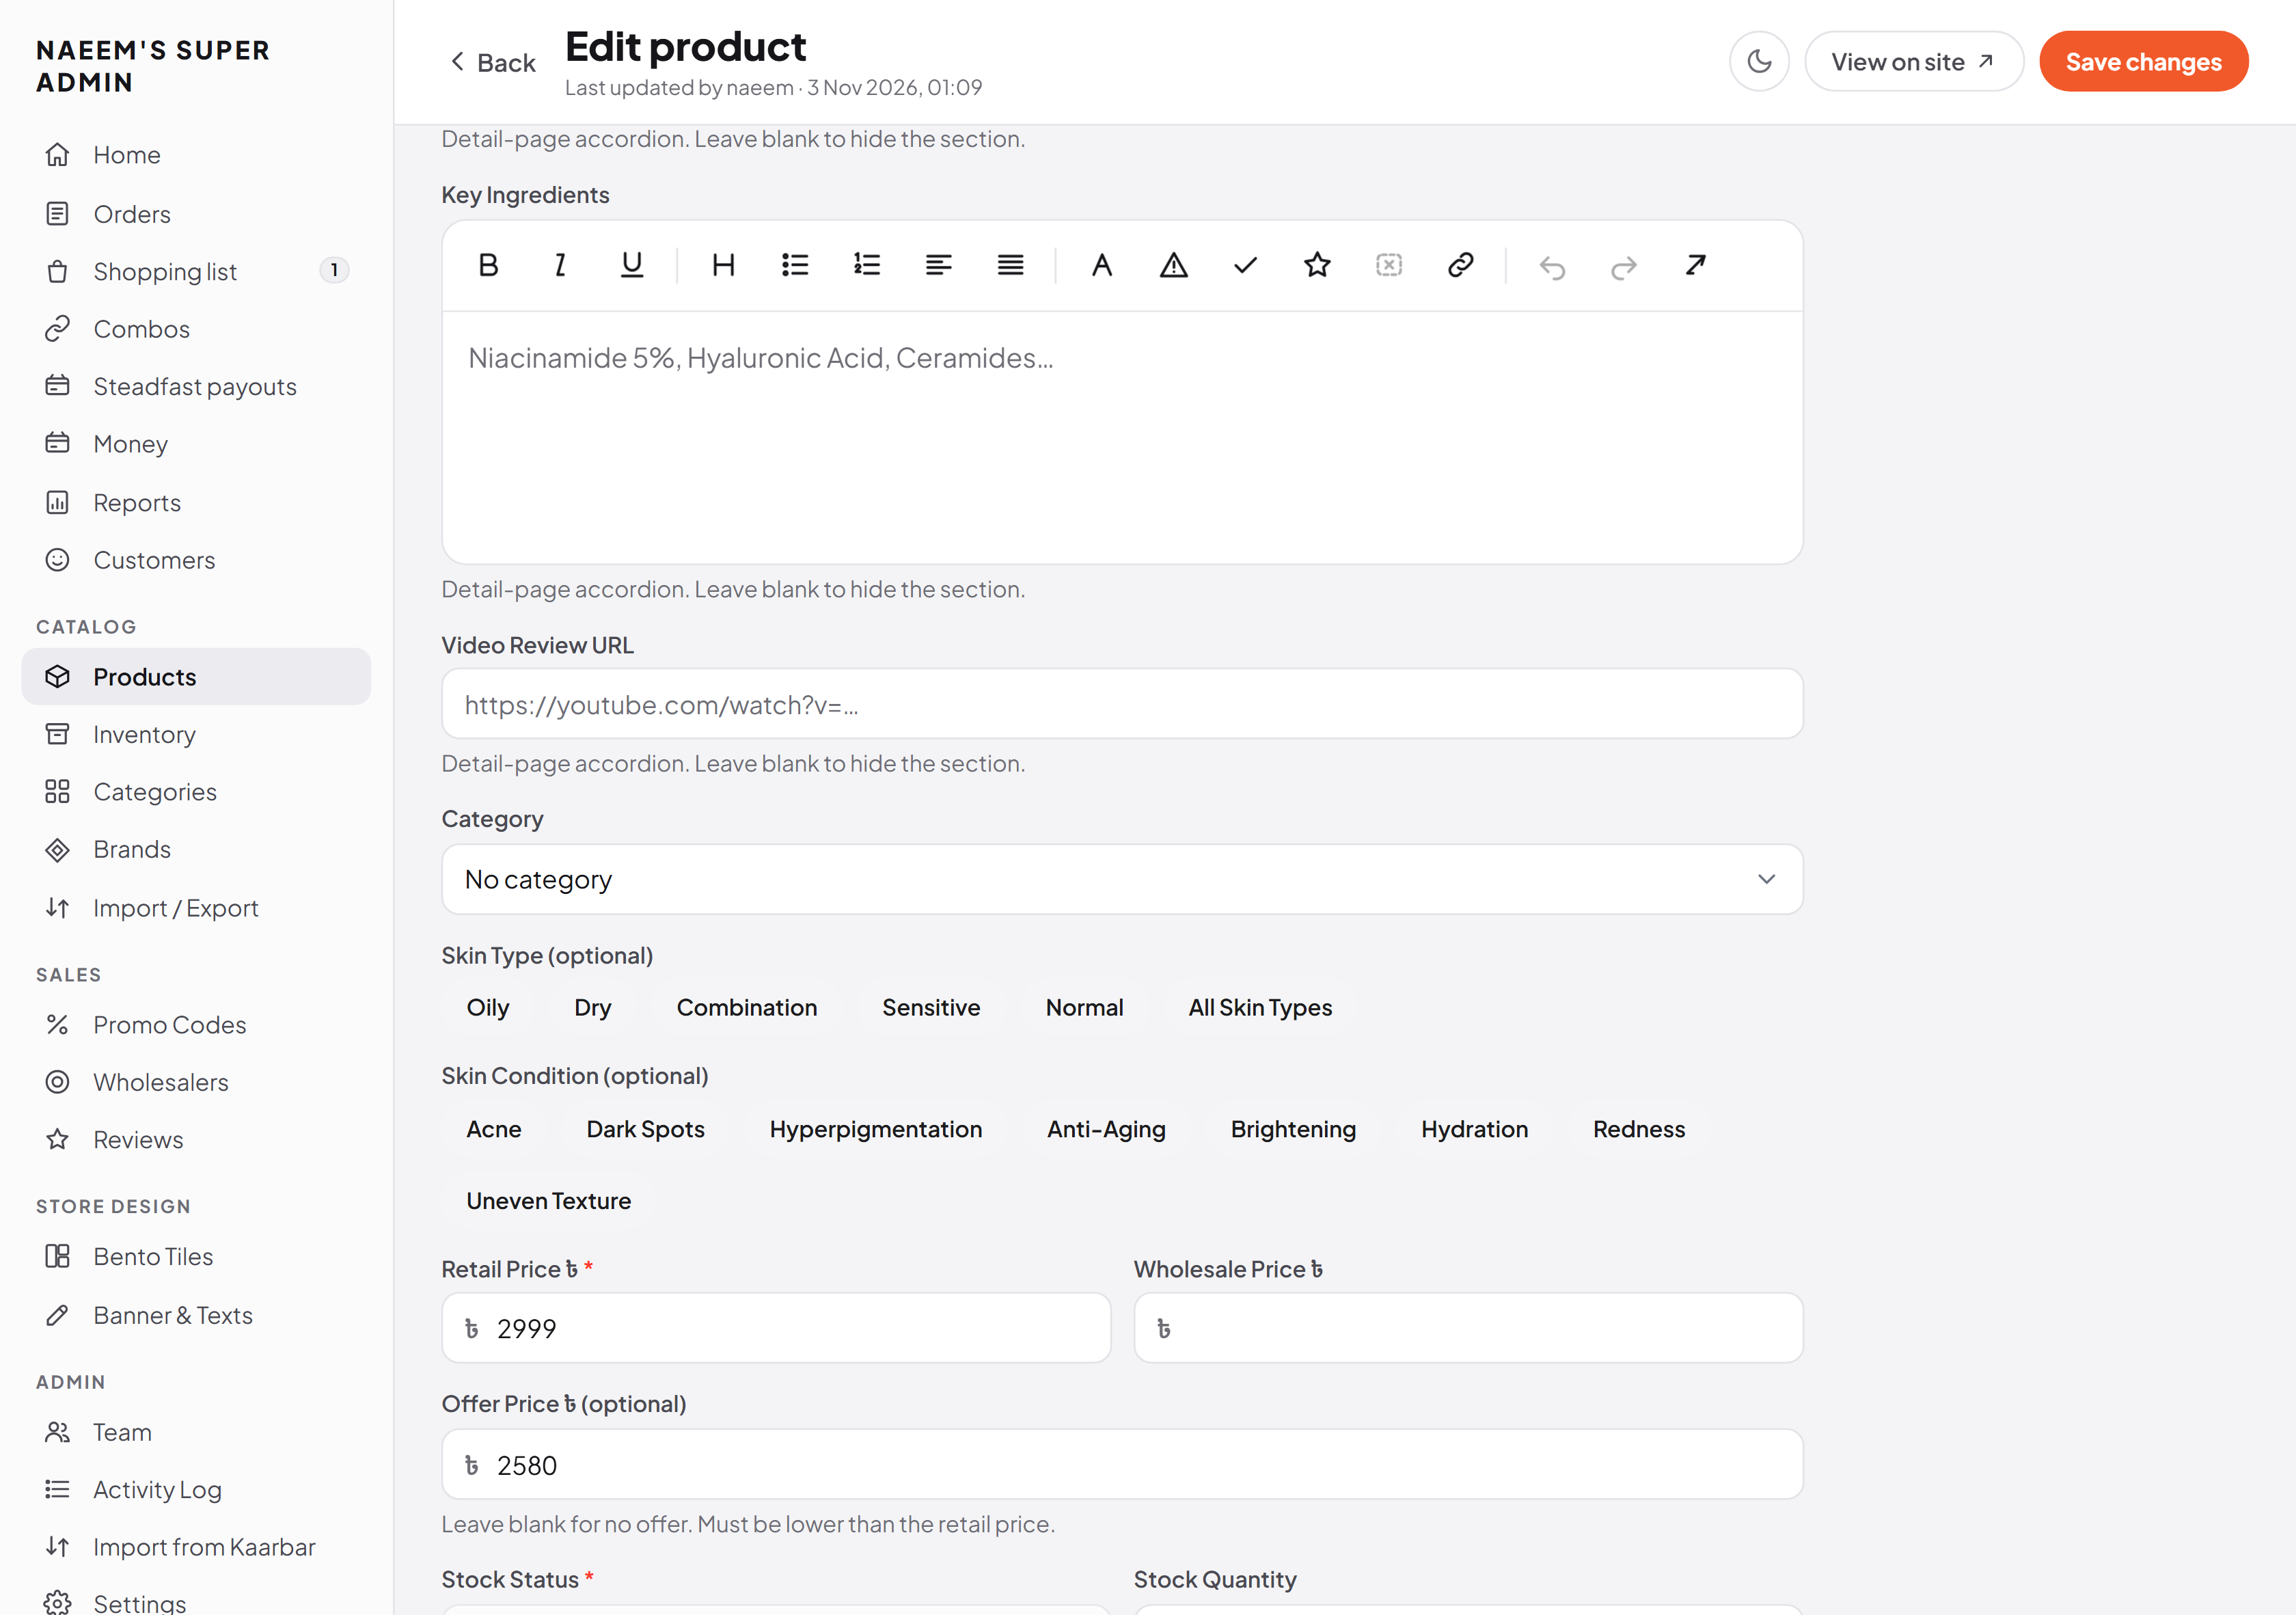 NAEEM'S SUPER
ADMIN
Home
Orders
Shopping list
1
Combos
Steadfast payouts
Money
Reports
Customers
CATALOG
Products
Inventory
Categories
Brands
Import / Export
SALES
Promo Codes
Wholesalers
Reviews
STORE DESIGN
Bento Tiles
Banner & Texts
ADMIN
Team
Activity Log
Import from Kaarbar
Settings
Back
Edit product
Last updated by naeem · 3 Nov 2026, 01:09
View on site
Save changes
Detail-page accordion. Leave blank to hide the section.
Key Ingredients
Niacinamide 5%, Hyaluronic Acid, Ceramides…
Detail-page accordion. Leave blank to hide the section.
Video Review URL
https://youtube.com/watch?v=…
Detail-page accordion. Leave blank to hide the section.
Category
No category
Skin Type (optional)
Oily Dry Combination Sensitive Normal All Skin Types
Skin Condition (optional)
Acne Dark Spots Hyperpigmentation Anti-Aging Brightening Hydration Redness
Uneven Texture
Retail Price ৳ *
৳ 2999
Wholesale Price ৳
৳
Offer Price ৳ (optional)
৳ 2580
Leave blank for no offer. Must be lower than the retail price.
Stock Status *
Stock Quantity